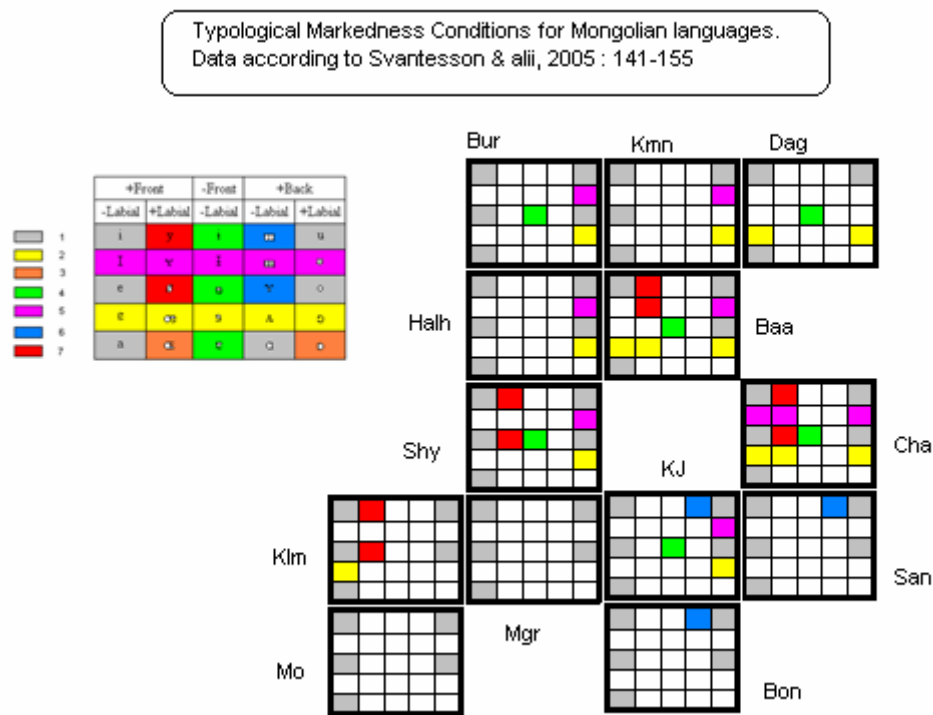 Typological Markedness Conditions for Mongolian languages.
Data according to Svantesson & alii, 2005 : 141-155
Bur Kmn Dag
+Front -Front +Back
-Labial +Labial -Labial -Labial +Labial
1 i y ɨ ɯ u
2
3 e o
4 ε œ ɜ ʌ ɔ
5 a
6
7
Halh Baa
Shy KJ Cha
Klm San
Mgr
Mo Bon